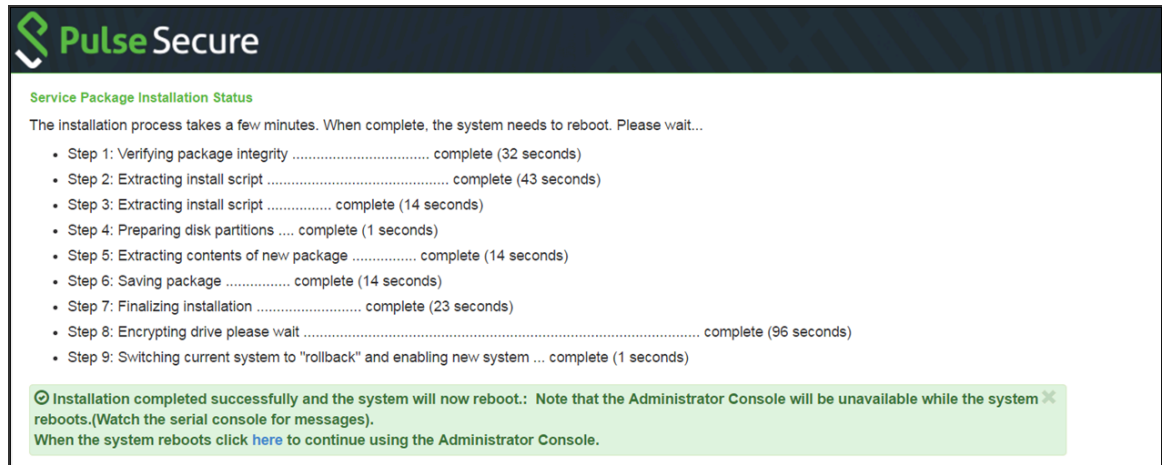 Pulse Secure
Service Package Installation Status
The installation process takes a few minutes. When complete, the system needs to reboot. Please wait...
• Step 1: Verifying package integrity .................................. complete (32 seconds)
• Step 2: Extracting install script ............................................. complete (43 seconds)
• Step 3: Extracting install script ................ complete (14 seconds)
• Step 4: Preparing disk partitions .... complete (1 seconds)
• Step 5: Extracting contents of new package ................ complete (14 seconds)
• Step 6: Saving package ................ complete (14 seconds)
• Step 7: Finalizing installation .......................... complete (23 seconds)
• Step 8: Encrypting drive please wait ................................................................................................... complete (96 seconds)
• Step 9: Switching current system to "rollback" and enabling new system ... complete (1 seconds)
Installation completed successfully and the system will now reboot.: Note that the Administrator Console will be unavailable while the system
reboots.(Watch the serial console for messages).
When the system reboots click here to continue using the Administrator Console.